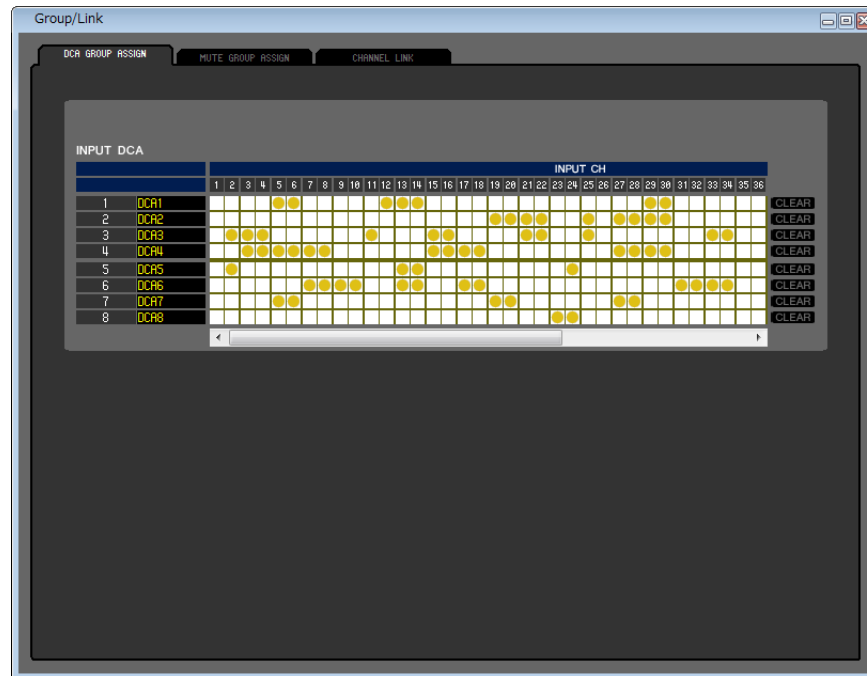 Group/Link
DCA GROUP ASSIGN MUTE GROUP ASSIGN CHANNEL LINK
INPUT DCA
INPUT CH
1 2 3 4 5 6 7 8 9 10 11 12 13 14 15 16 17 18 19 20 21 22 23 24 25 26 27 28 29 30 31 32 33 34 35 36
1 DCA1 CLEAR
2 DCA2 CLEAR
3 DCA3 CLEAR
4 DCA4 CLEAR
5 DCA5 CLEAR
6 DCA6 CLEAR
7 DCA7 CLEAR
8 DCA8 CLEAR